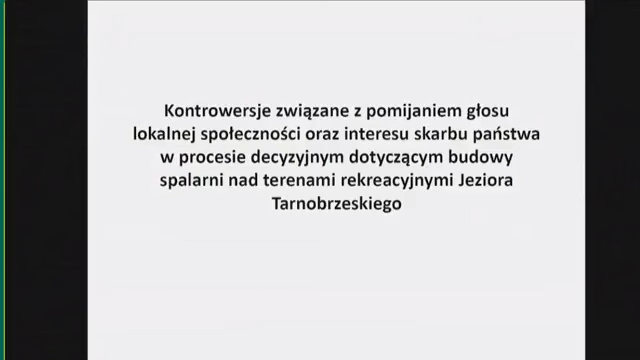 Kontrowersje związane z pomijaniem głosu
lokalnej społeczności oraz interesu skarbu państwa
w procesie decyzyjnym dotyczącym budowy
spalarni nad terenami rekreacyjnymi Jeziora
Tarnobrzeskiego